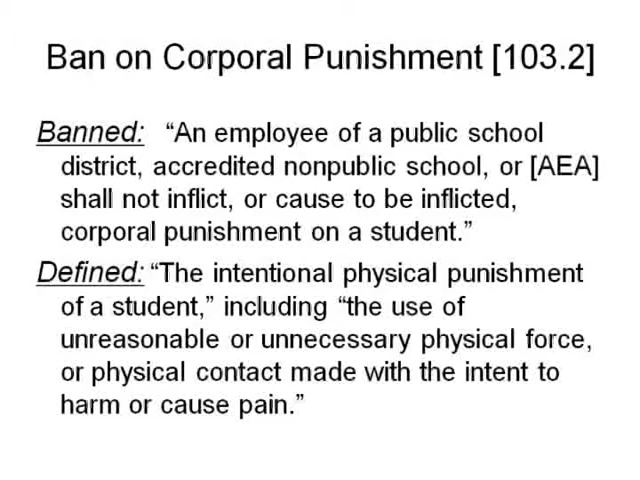 Ban on Corporal Punishment [103.2]
Banned: “An employee of a public school
district, accredited nonpublic school, or [AEA]
shall not inflict, or cause to be inflicted,
corporal punishment on a student.”
Defined: “The intentional physical punishment
of a student,” including “the use of
unreasonable or unnecessary physical force,
or physical contact made with the intent to
harm or cause pain.”